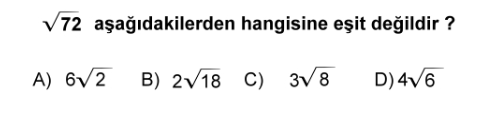 √72 aşağıdakilerden hangisine eşit değildir ?
A) 6√2 B) 2√18 C) 3√8 D) 4√6